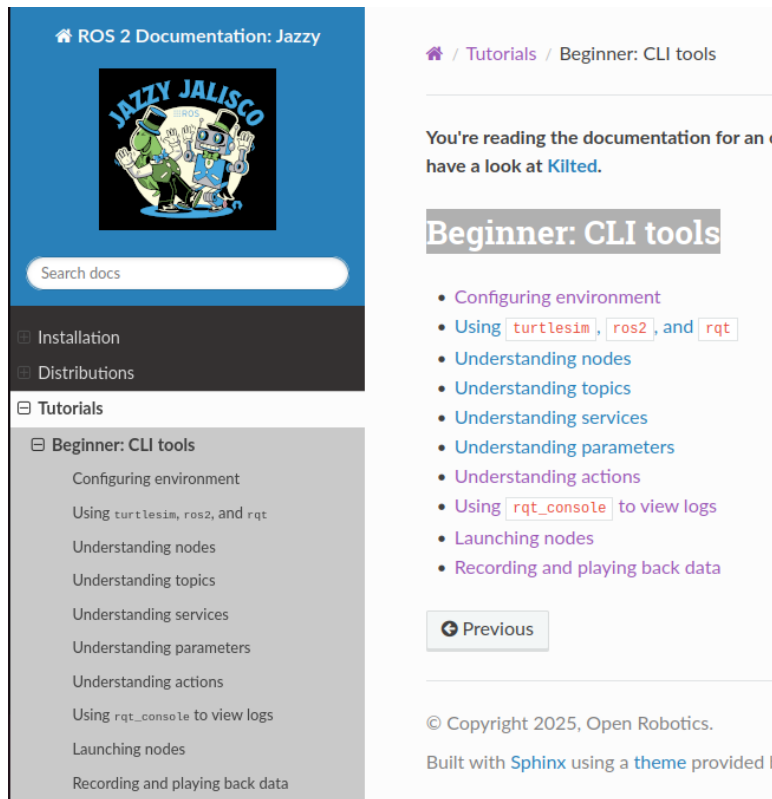 ROS 2 Documentation: Jazzy
JAZZY JALISCO
ROS
Search docs
Installation
Distributions
Tutorials
Beginner: CLI tools
Configuring environment
Using turtlesim, ros2, and rqt
Understanding nodes
Understanding topics
Understanding services
Understanding parameters
Understanding actions
Using rqt_console to view logs
Launching nodes
Recording and playing back data
/ Tutorials / Beginner: CLI tools
You're reading the documentation for an
have a look at Kilted.
Beginner: CLI tools
• Configuring environment
• Using turtlesim, ros2, and rqt
• Understanding nodes
• Understanding topics
• Understanding services
• Understanding parameters
• Understanding actions
• Using rqt_console to view logs
• Launching nodes
• Recording and playing back data
Previous
© Copyright 2025, Open Robotics.
Built with Sphinx using a theme provided